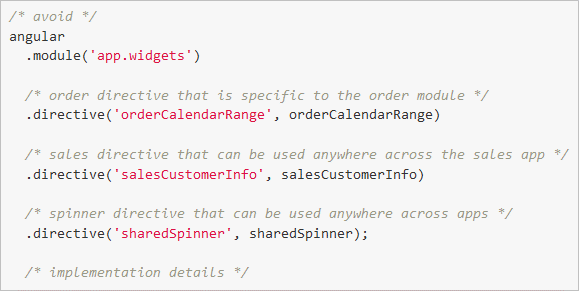 /* avoid */
angular
.module('app.widgets')
/* order directive that is specific to the order module */
.directive('orderCalendarRange', orderCalendarRange)
/* sales directive that can be used anywhere across the sales app */
.directive('salesCustomerInfo', salesCustomerInfo)
/* spinner directive that can be used anywhere across apps */
.directive('sharedSpinner', sharedSpinner);
/* implementation details */